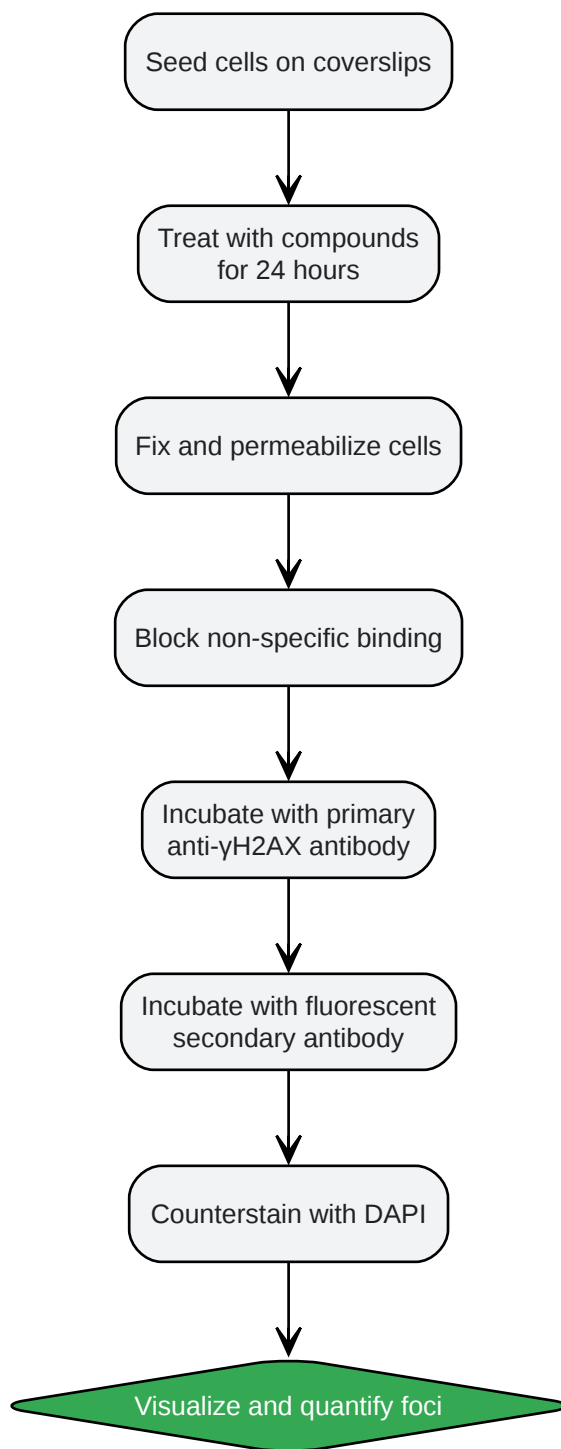 Seed cells on coverslips
Treat with compounds
for 24 hours
Fix and permeabilize cells
Block non-specific binding
Incubate with primary
anti-γH2AX antibody
Incubate with fluorescent
secondary antibody
Counterstain with DAPI
Visualize and quantify foci